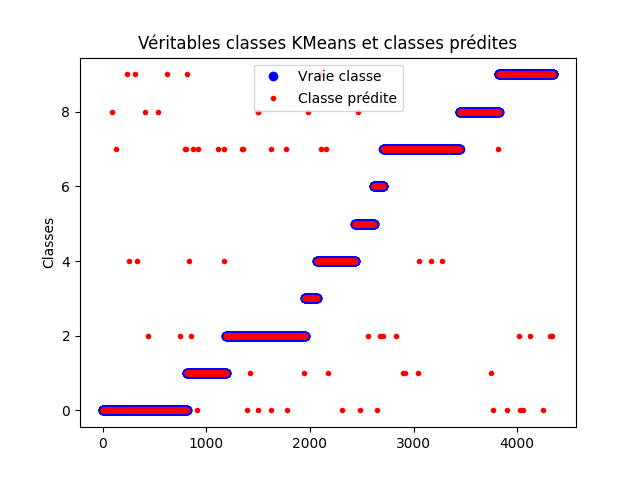 Véritables classes KMeans et classes prédites
Vraie classe
Classe prédite
Classes
8
6
4
2
0
0 1000 2000 3000 4000